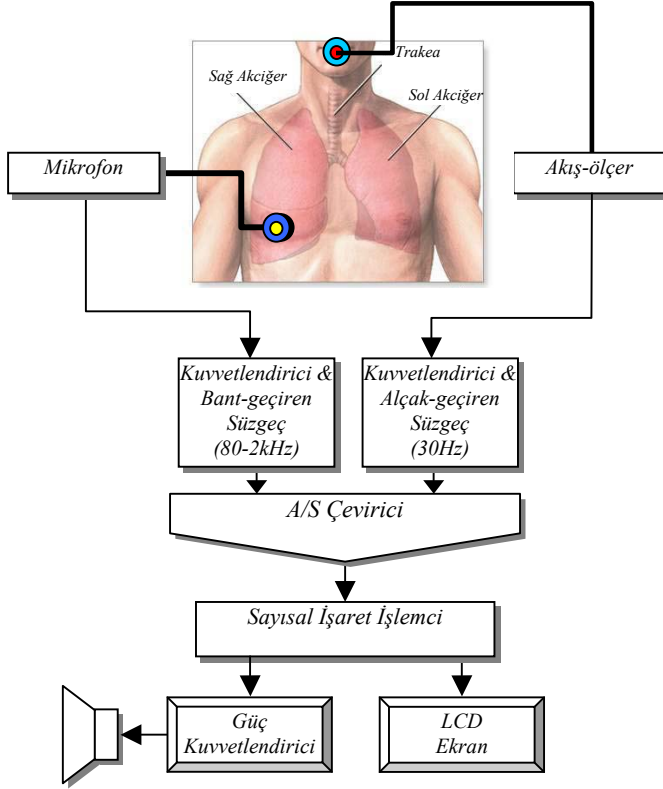 Trakea
Sağ Akciğer
Sol Akciğer
Mikrofon
Akış-ölçer
Kuvvetlendirici &
Bant-geçiren
Süzgeç
(80-2kHz)
Kuvvetlendirici &
Alçak-geçiren
Süzgeç
(30Hz)
A/S Çevirici
Sayısal İşaret İşlemci
Güç
Kuvvetlendirici
LCD
Ekran